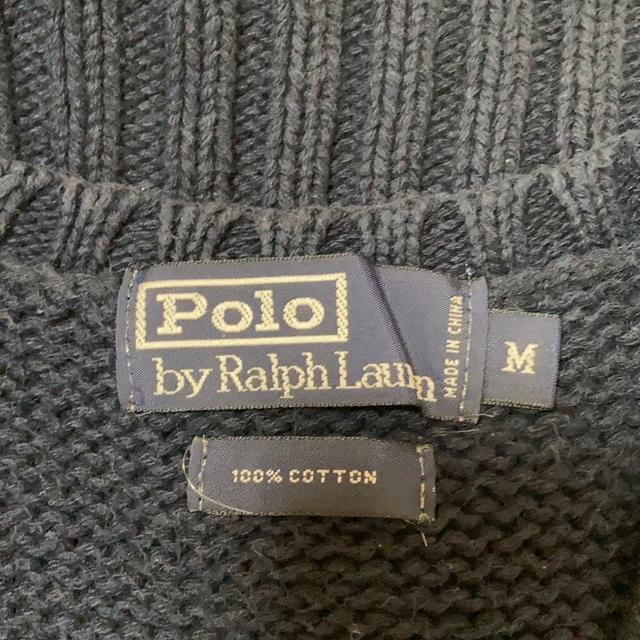 Polo
by Ralph Lau n
MADE IN CHINA
M
100% COTTON